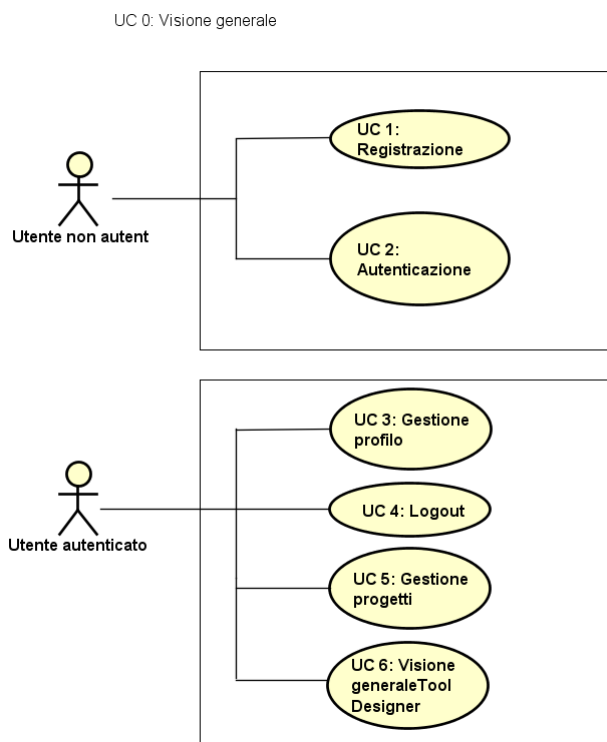 UC 0: Visione generale
UC 1:
Registrazione
Utente non autent
UC 2:
Autenticazione
UC 3: Gestione
profilo
UC 4: Logout
Utente autenticato
UC 5: Gestione
progetti
UC 6: Visione
generaleTool
Designer